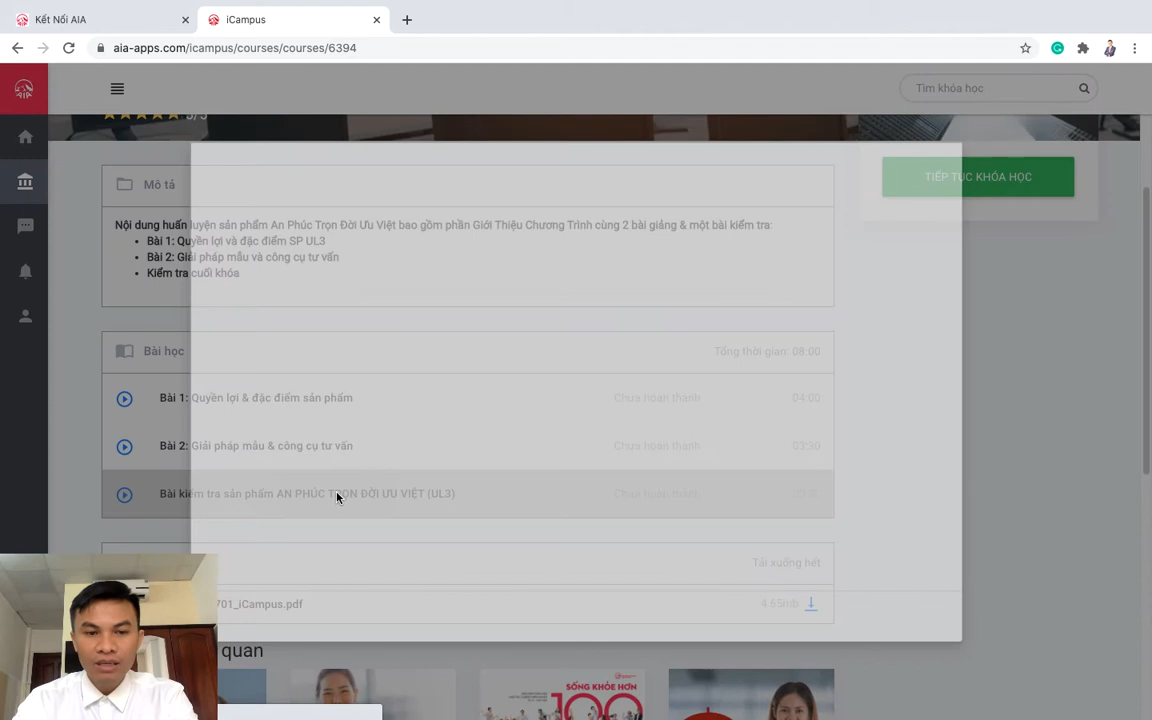 Kết Nối AIA
iCampus
aia-apps.com/icampus/courses/courses/6394
Tìm khóa học
5/5
Mô tả
TIẾP TỤC KHÓA HỌC
Nội dung huấn luyện sản phẩm An Phúc Trọn Đời Ưu Việt bao gồm phần Giới Thiệu Chương Trình cùng 2 bài giảng & một bài kiểm tra:
Bài 1: Quyền lợi và đặc điểm SP UL3
Bài 2: Giải pháp mẫu và công cụ tư vấn
Kiểm tra cuối khóa
Bài học
Tổng thời gian: 08:00
Bài 1: Quyền lợi & đặc điểm sản phẩm
Chưa hoàn thành
04:00
Bài 2: Giải pháp mẫu & công cụ tư vấn
Chưa hoàn thành
Bài kiểm tra sản phẩm AN PHÚC TRỌN ĐỜI ƯU VIỆT (UL3)
Chưa hoàn thành
Tải xuống hết
701_iCampus.pdf
4.65mb
quan
SỐNG KHỎE HƠN
100